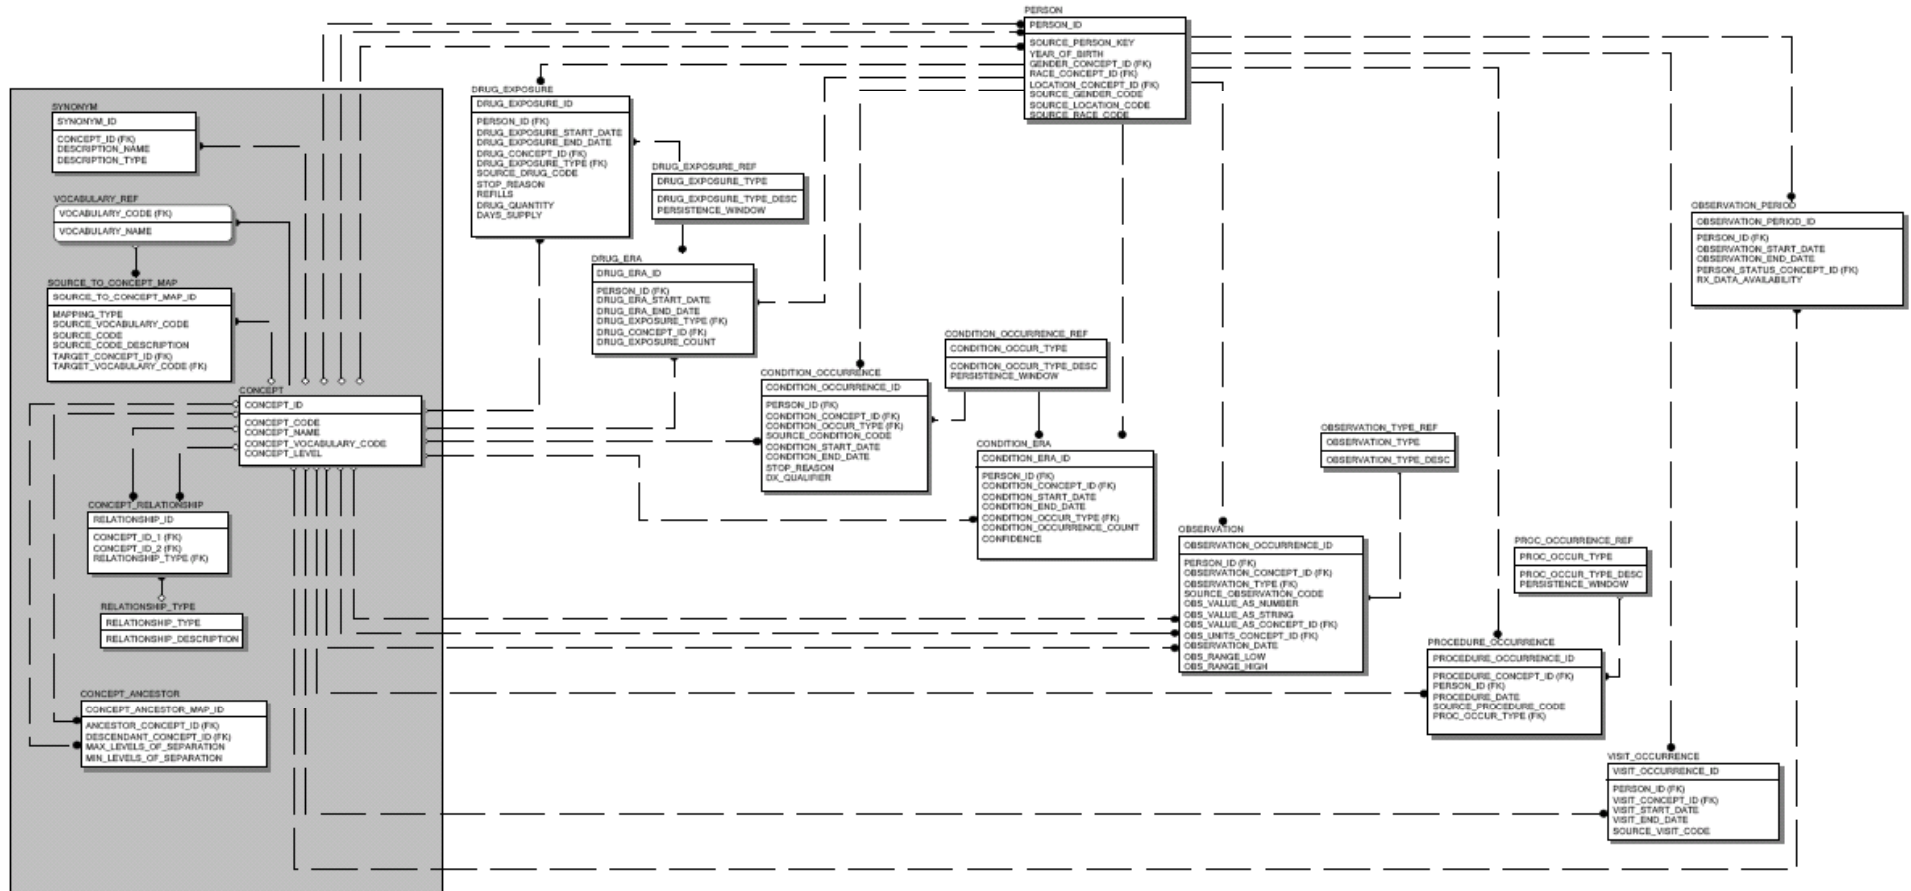 PERSON
PERSON_ID
SOURCE_PERSON_KEY
YEAR_OF_BIRTH
GENDER_CONCEPT_ID (FK)
RACE_CONCEPT_ID (FK)
LOCATION_CONCEPT_ID (FK)
SOURCE_GENDER_CODE
SOURCE_LOCATION_CODE
SOURCE_RACE_CODE
SYNONYM
SYNONYM_ID
CONCEPT_ID (FK)
DESCRIPTION_NAME
DESCRIPTION_TYPE
VOCABULARY_REF
VOCABULARY_CODE (FK)
VOCABULARY_NAME
SOURCE_TO_CONCEPT_MAP
SOURCE_TO_CONCEPT_MAP_ID
MAPPING_TYPE
SOURCE_VOCABULARY_CODE
SOURCE_CODE
SOURCE_CODE_DESCRIPTION
TARGET_CONCEPT_ID (FK)
TARGET_VOCABULARY_CODE (FK)
CONCEPT
CONCEPT_ID
CONCEPT_CODE
CONCEPT_NAME
CONCEPT_VOCABULARY_CODE
CONCEPT_LEVEL
CONCEPT_RELATIONSHIP
RELATIONSHIP_ID
CONCEPT_ID_1 (FK)
CONCEPT_ID_2 (FK)
RELATIONSHIP_TYPE (FK)
RELATIONSHIP_TYPE
RELATIONSHIP_TYPE
RELATIONSHIP_DESCRIPTION
CONCEPT_ANCESTOR
CONCEPT_ANCESTOR_MAP_ID
ANCESTOR_CONCEPT_ID (FK)
DESCENDANT_CONCEPT_ID (FK)
MAX_LEVELS_OF_SEPARATION
MIN_LEVELS_OF_SEPARATION
DRUG_EXPOSURE
DRUG_EXPOSURE_ID
PERSON_ID (FK)
DRUG_EXPOSURE_START_DATE
DRUG_EXPOSURE_END_DATE
DRUG_CONCEPT_ID (FK)
DRUG_EXPOSURE_TYPE (FK)
SOURCE_DRUG_CODE
STOP_REASON
REFILLS
DRUG_QUANTITY
DAYS_SUPPLY
DRUG_EXPOSURE_REF
DRUG_EXPOSURE_TYPE
DRUG_EXPOSURE_TYPE_DESC
PERSISTENCE_WINDOW
DRUG_ERA
DRUG_ERA_ID
PERSON_ID (FK)
DRUG_ERA_START_DATE
DRUG_ERA_END_DATE
DRUG_EXPOSURE_TYPE (FK)
DRUG_CONCEPT_ID (FK)
DRUG_EXPOSURE_COUNT
CONDITION_OCCURRENCE
CONDITION_OCCURRENCE_ID
PERSON_ID (FK)
CONDITION_CONCEPT_ID (FK)
CONDITION_OCCUR_TYPE (FK)
SOURCE_CONDITION_CODE
CONDITION_START_DATE
CONDITION_END_DATE
STOP_REASON
DX_QUALIFIER
CONDITION_OCCURRENCE_REF
CONDITION_OCCUR_TYPE
CONDITION_OCCUR_TYPE_DESC
PERSISTENCE_WINDOW
CONDITION_ERA
CONDITION_ERA_ID
PERSON_ID (FK)
CONDITION_CONCEPT_ID (FK)
CONDITION_START_DATE
CONDITION_END_DATE
CONDITION_OCCUR_TYPE (FK)
CONDITION_OCCURRENCE_COUNT
CONFIDENCE
OBSERVATION
OBSERVATION_OCCURRENCE_ID
PERSON_ID (FK)
OBSERVATION_CONCEPT_ID (FK)
OBSERVATION_TYPE (FK)
SOURCE_OBSERVATION_CODE
OBS_VALUE_AS_NUMBER
OBS_VALUE_AS_STRING
OBS_VALUE_AS_CONCEPT_ID (FK)
OBS_UNITS_CONCEPT_ID (FK)
OBSERVATION_DATE
OBS_RANGE_LOW
OBS_RANGE_HIGH
OBSERVATION_TYPE_REF
OBSERVATION_TYPE
OBSERVATION_TYPE_DESC
PROC_OCCURRENCE_REF
PROC_OCCUR_TYPE
PROC_OCCUR_TYPE_DESC
PERSISTENCE_WINDOW
PROCEDURE_OCCURRENCE
PROCEDURE_OCCURRENCE_ID
PROCEDURE_CONCEPT_ID (FK)
PERSON_ID (FK)
PROCEDURE_DATE
SOURCE_PROCEDURE_CODE
PROC_OCCUR_TYPE (FK)
OBSERVATION_PERIOD
OBSERVATION_PERIOD_ID
PERSON_ID (FK)
OBSERVATION_START_DATE
OBSERVATION_END_DATE
PERSON_STATUS_CONCEPT_ID (FK)
RX_DATA_AVAILABILITY
VISIT_OCCURRENCE
VISIT_OCCURRENCE_ID
PERSON_ID (FK)
VISIT_CONCEPT_ID (FK)
VISIT_START_DATE
VISIT_END_DATE
SOURCE_VISIT_CODE